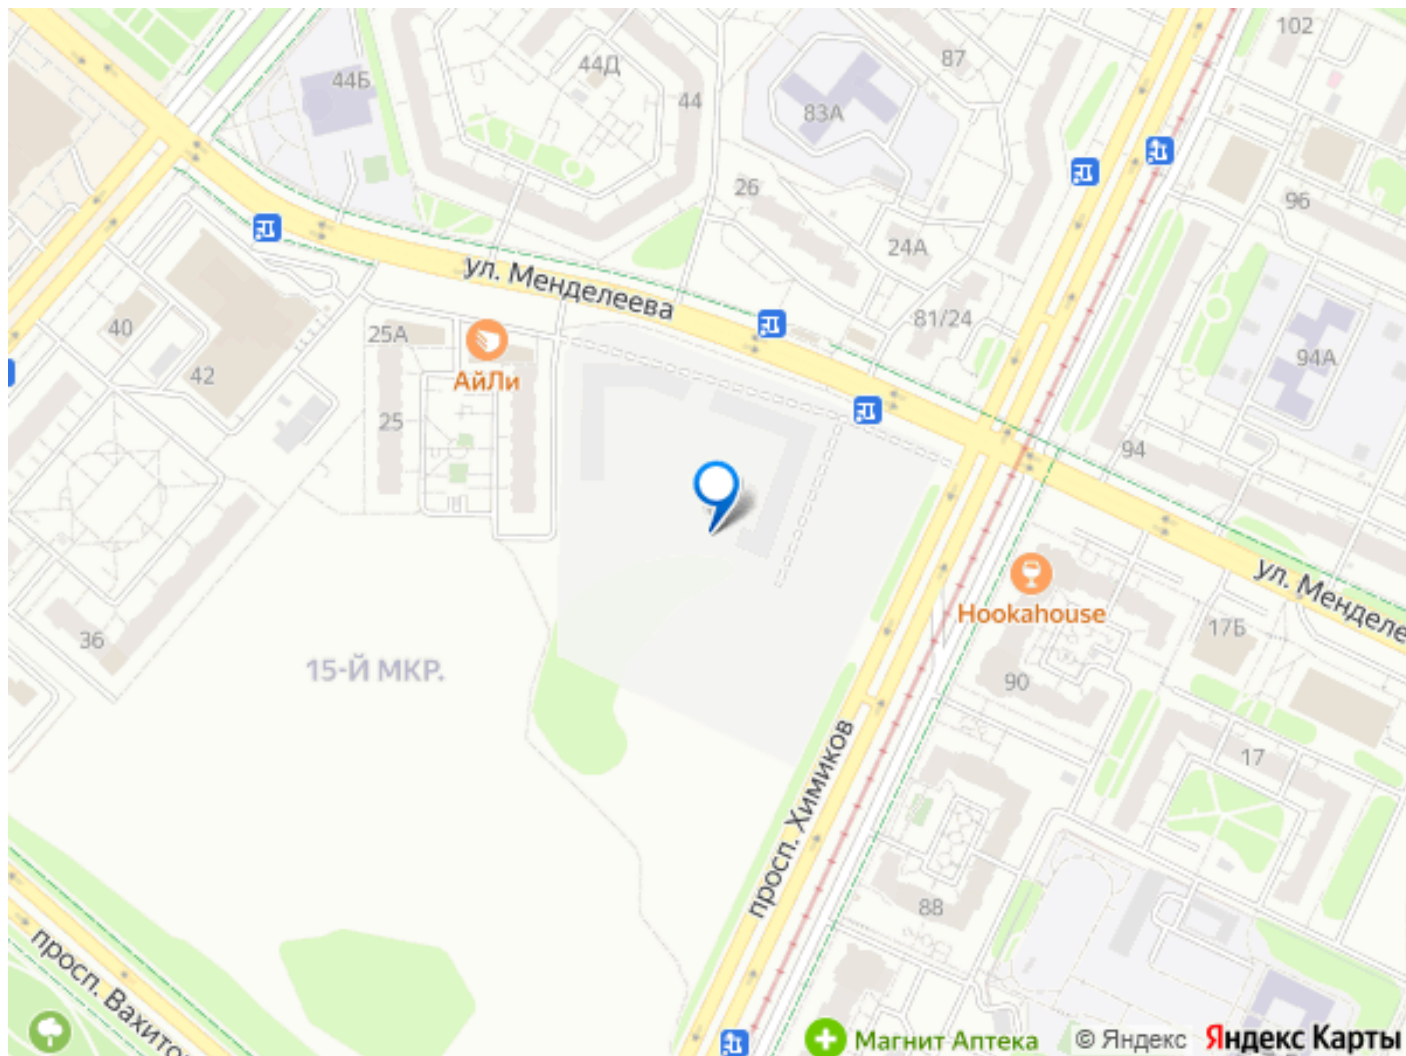 102
87
44Д
44Б
44
83А
26
96
24А
ул. Менделеева
81/24
40
25А
94А
42
АйЛи
25
94
ул. Менделе
Hookahouse
17Б
36
15-Й МКР.
90
17
просп. Химиков
88
просп. Вахитов
Магнит Аптека
© Яндекс
Яндекс Карты